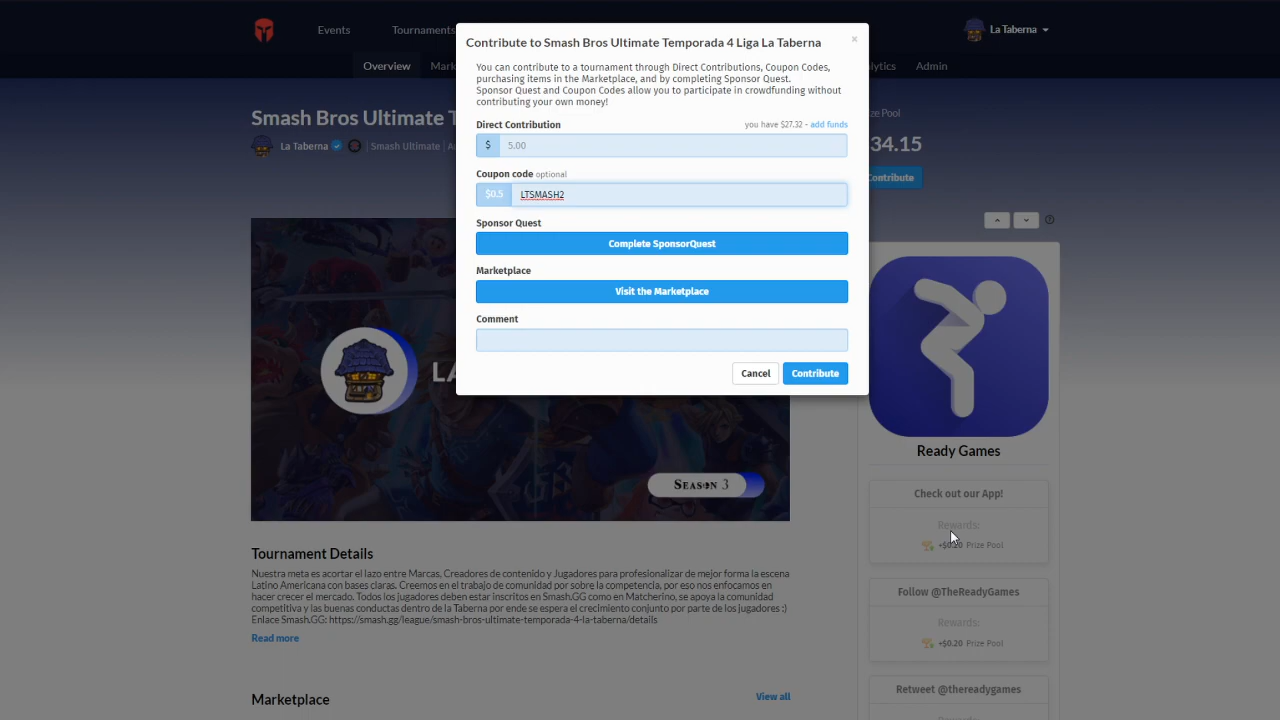 Events
Tournaments
La Taberna
Overview
alytics
Admin
Contribute to Smash Bros Ultimate Temporada 4 Liga La Taberna
×
You can contribute to a tournament through Direct Contributions, Coupon Codes,
purchasing items in the Marketplace, and by completing Sponsor Quest.
Sponsor Quest and Coupon Codes allow you to participate in crowdfunding without
contributing your own money!
Direct Contribution
you have $27.32 - add funds
$ 5.00
Coupon code optional
$0.5 LTSMASH2
Sponsor Quest
Complete SponsorQuest
Marketplace
Visit the Marketplace
Comment
Cancel
Contribute
Smash Bros Ultimate T
La Taberna | Smash Ultimate |
ze Pool
34.15
Contribute
SEASON 3
Ready Games
Check out our App!
Rewards:
+$0.20 Prize Pool
Follow @TheReadyGames
Rewards:
+$0.20 Prize Pool
Retweet @thereadygames
Tournament Details
Nuestra meta es acortar el lazo entre Marcas, Creadores de contenido y Jugadores para profesionalizar de mejor forma la escena
Latino Americana con bases claras. Creemos en el trabajo de comunidad por sobre la competencia, por eso nos enfocamos en
hacer crecer el mercado. Todos los jugadores deben estar inscritos en Smash.GG como en Matcherino, se apoya la comunidad
competitiva y las buenas conductas dentro de la Taberna por ende se espera el crecimiento conjunto por parte de los jugadores :)
Enlace Smash.GG: https://smash.gg/league/smash-bros-ultimate-temporada-4-la-taberna/details
Read more
Marketplace
View all